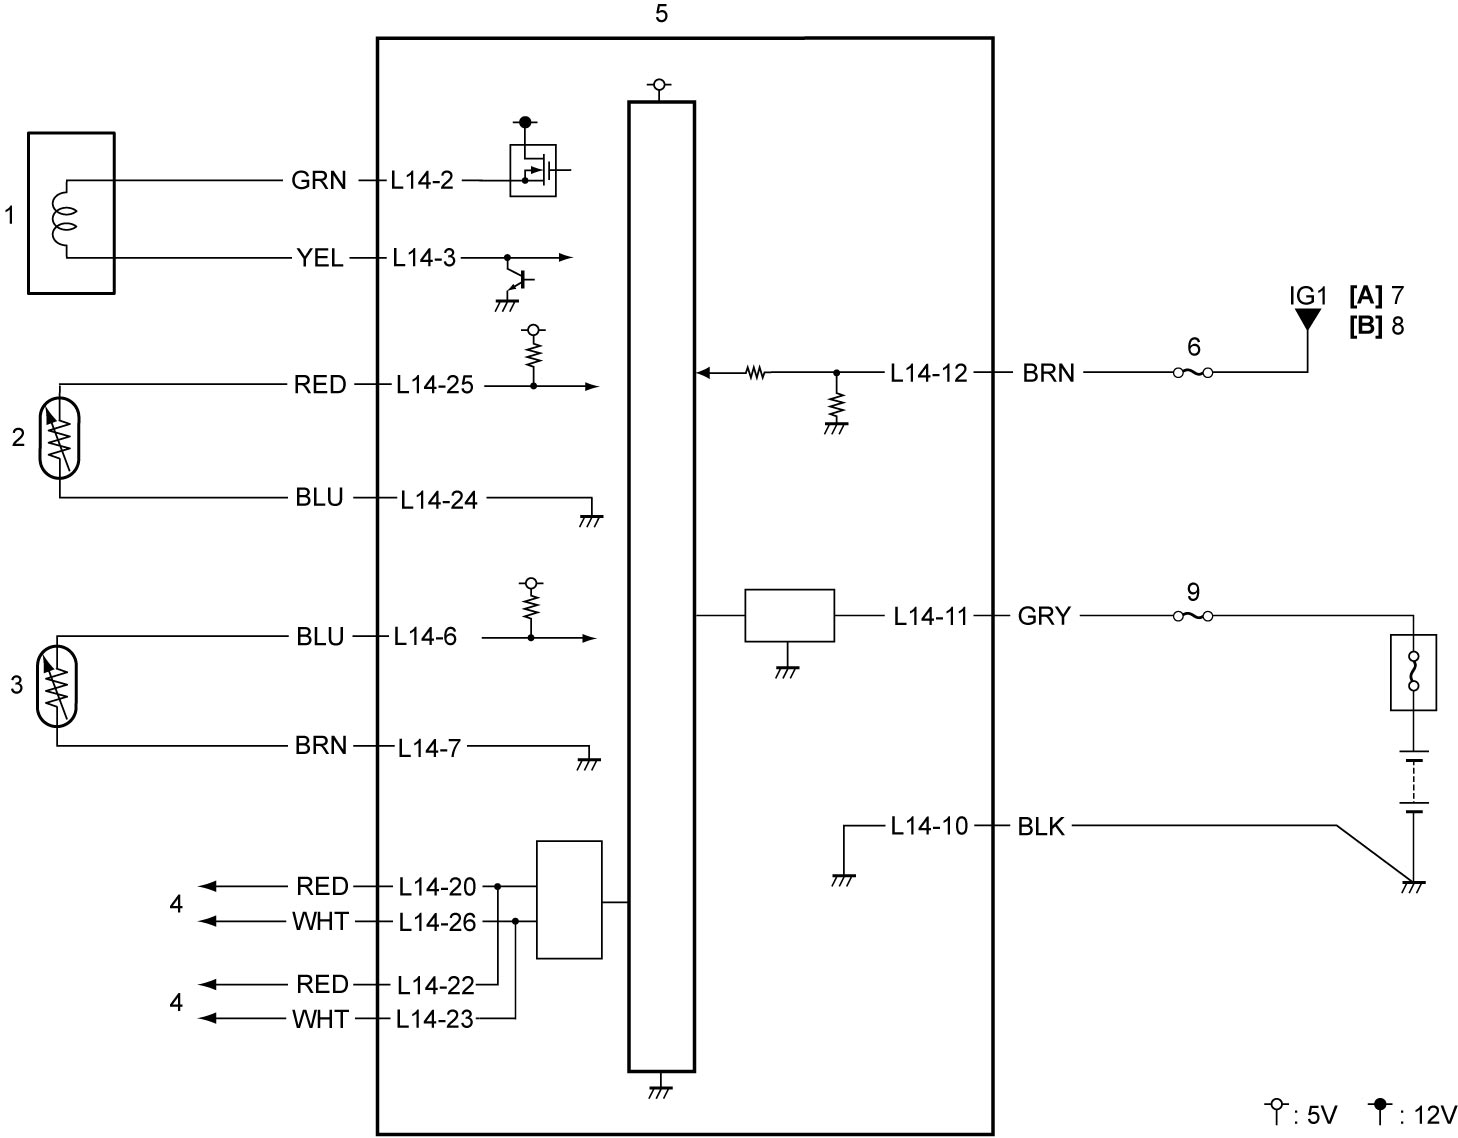 5
GRN L14-2
1
YEL L14-3
IG1 [A] 7
[B] 8
6
RED L14-25
L14-12 BRN
2
BLU L14-24
9
L14-11 GRY
BLU L14-6
3
BRN L14-7
L14-10 BLK
RED L14-20
4
WHT L14-26
RED L14-22
4
WHT L14-23
: 5V : 12V